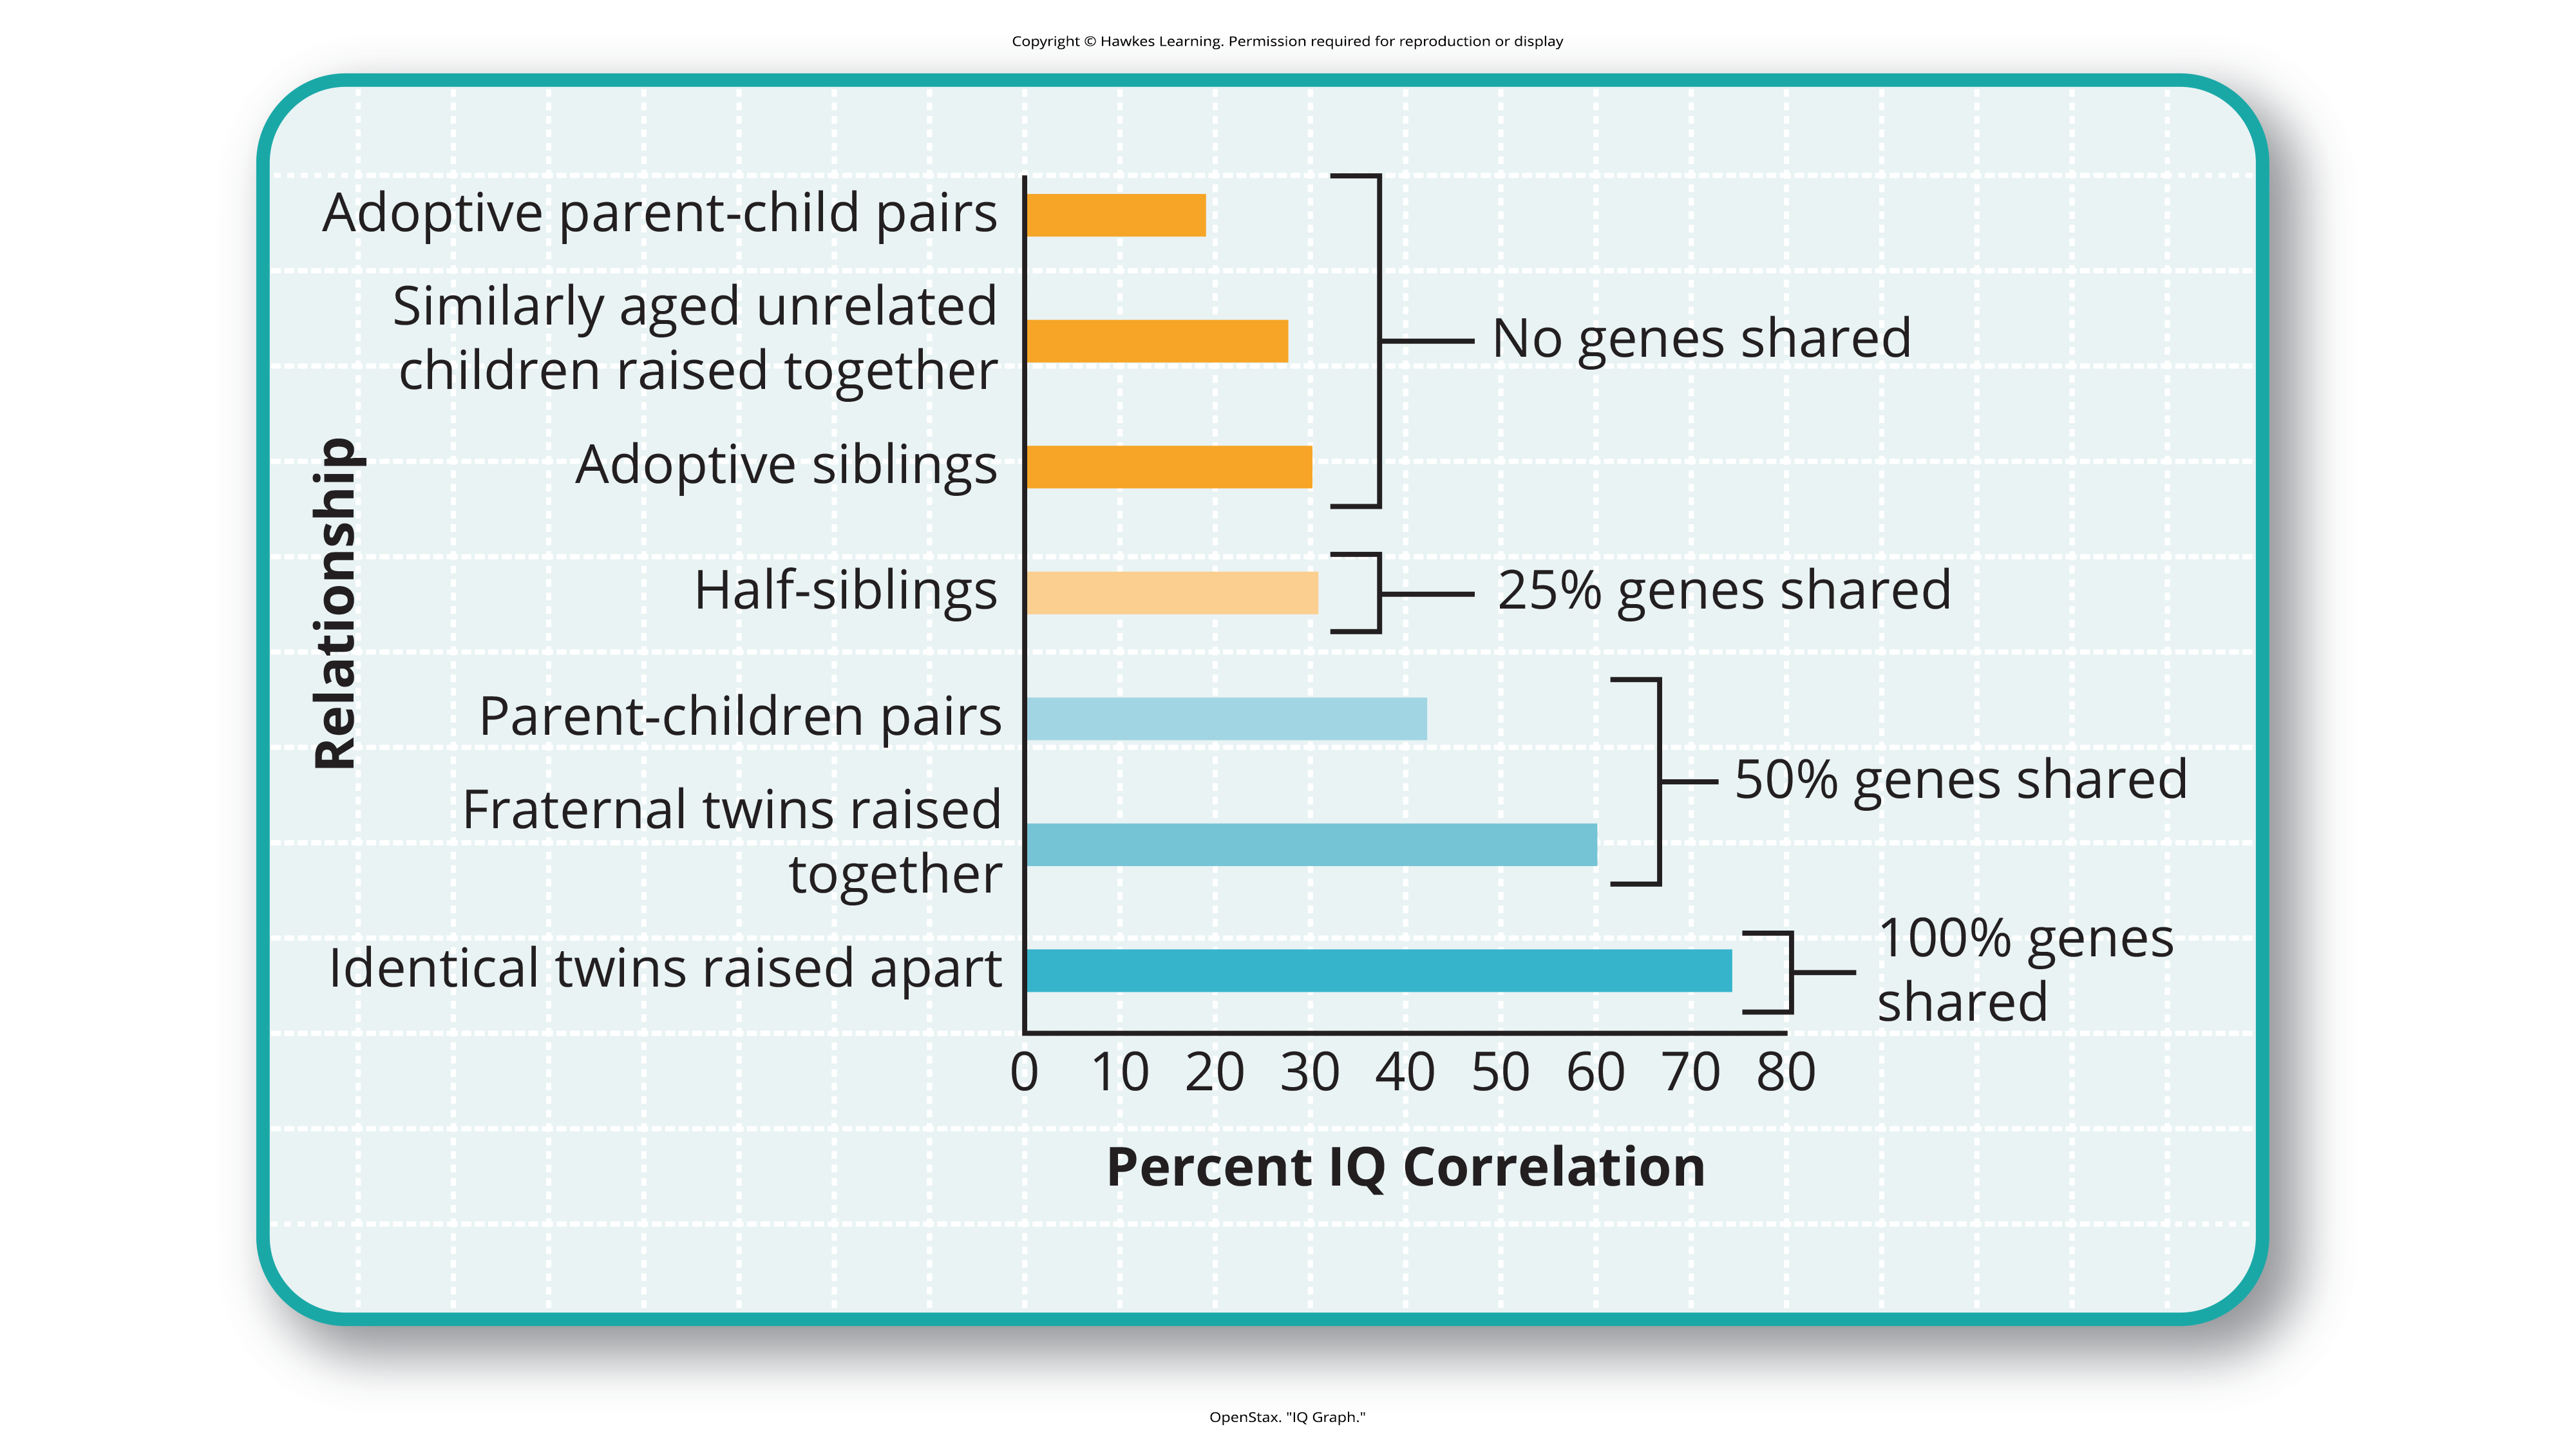 Copyright © Hawkes Learning. Permission required for reproduction or display
Relationship
Adoptive parent-child pairs
Similarly aged unrelated
children raised together
No genes shared
Adoptive siblings
Half-siblings
25% genes shared
Parent-children pairs
50% genes shared
Fraternal twins raised
together
Identical twins raised apart
100% genes
shared
0 10 20 30 40 50 60 70 80
Percent IQ Correlation
OpenStax. "IQ Graph."